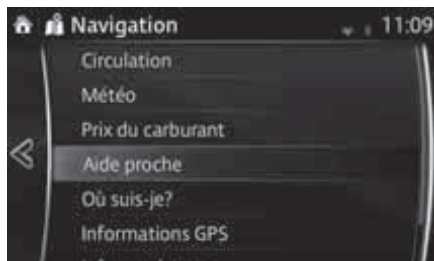 Navigation 11:09
Circulation
Météo
Prix du carburant
Aide proche
Où suis-je?
Informations GPS